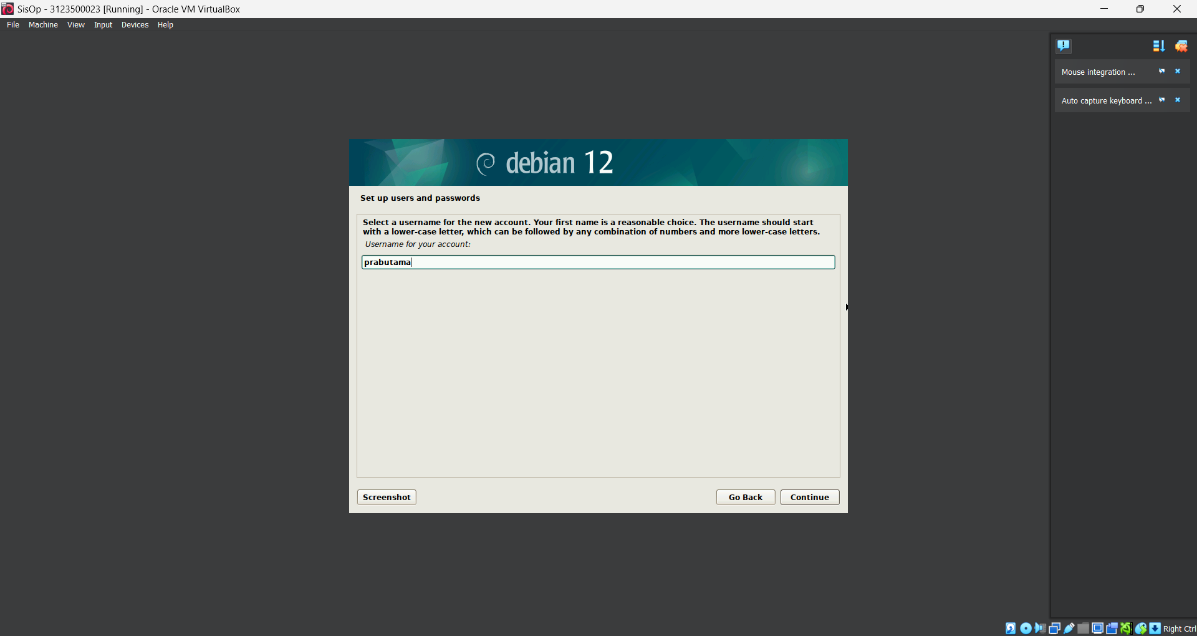 SisOp - 3123500023 [Running] - Oracle VM VirtualBox
File Machine View Input Devices Help
Mouse integration ...
Auto capture keyboard ...
debian 12
Set up users and passwords
Select a username for the new account. Your first name is a reasonable choice. The username should start
with a lower-case letter, which can be followed by any combination of numbers and more lower-case letters.
Username for your account:
prabutama
Screenshot
Go Back
Continue
Right Ctrl